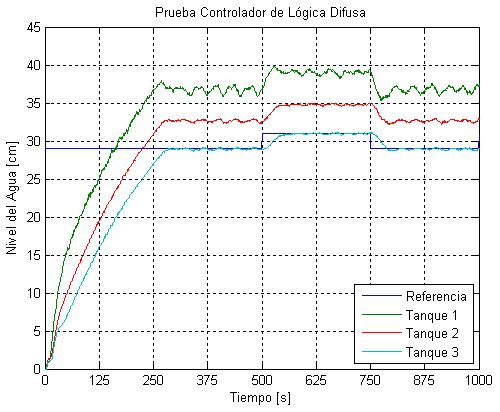 Prueba Controlador de Lógica Difusa
45
40
35
30
25
20
15
10
5
0
Nivel del Agua [cm]
0 125 250 375 500 625 750 875 1000
Tiempo [s]
Referencia
Tanque 1
Tanque 2
Tanque 3